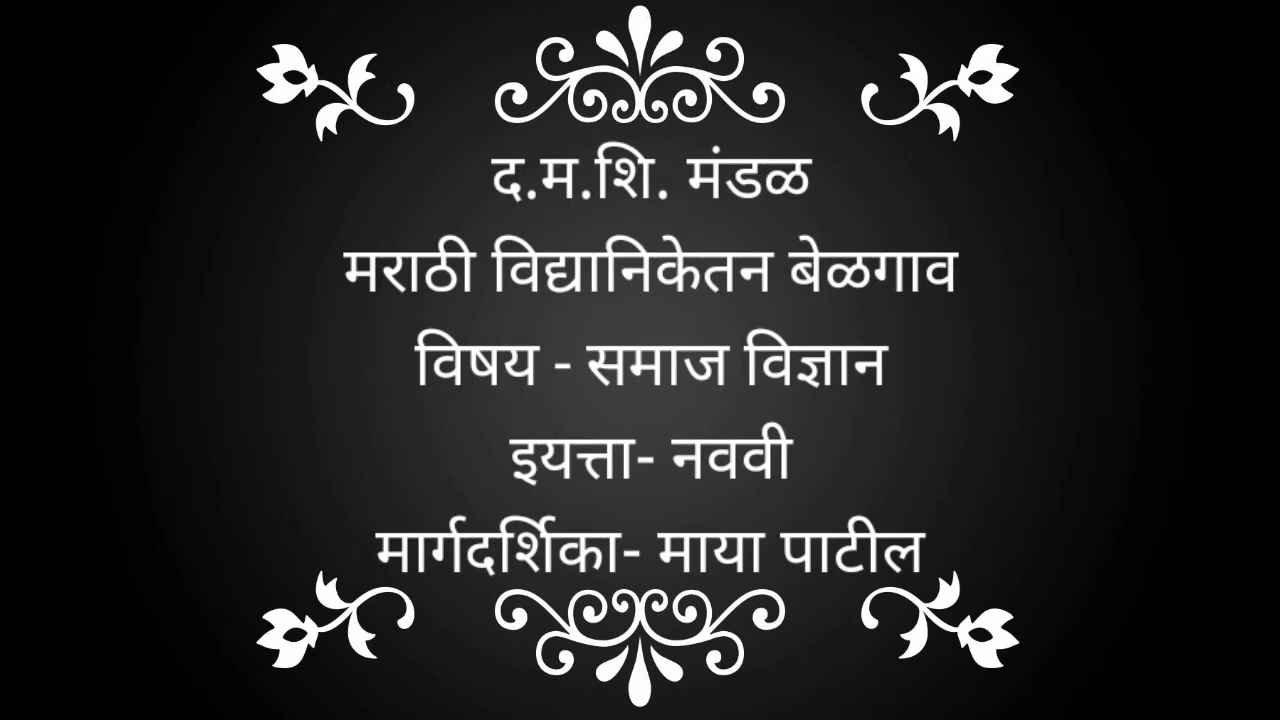 द.म.शि. मंडळ
मराठी विद्यानिकेतन बेळगाव
विषय - समाज विज्ञान
इयत्ता- नववी
मार्गदर्शिका- माया पाटील